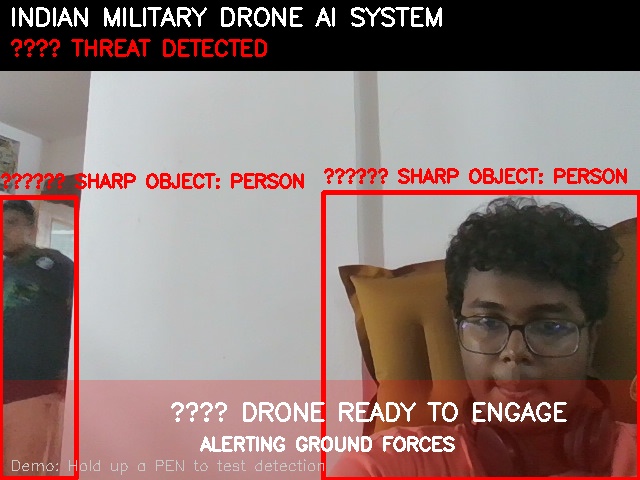 INDIAN MILITARY DRONE AI SYSTEM
???? THREAT DETECTED
?????? SHARP OBJECT: PERSON
?????? SHARP OBJECT: PERSON
???? DRONE READY TO ENGAGE
ALERTING GROUND FORCES
Demo: Hold up a PEN to test detection